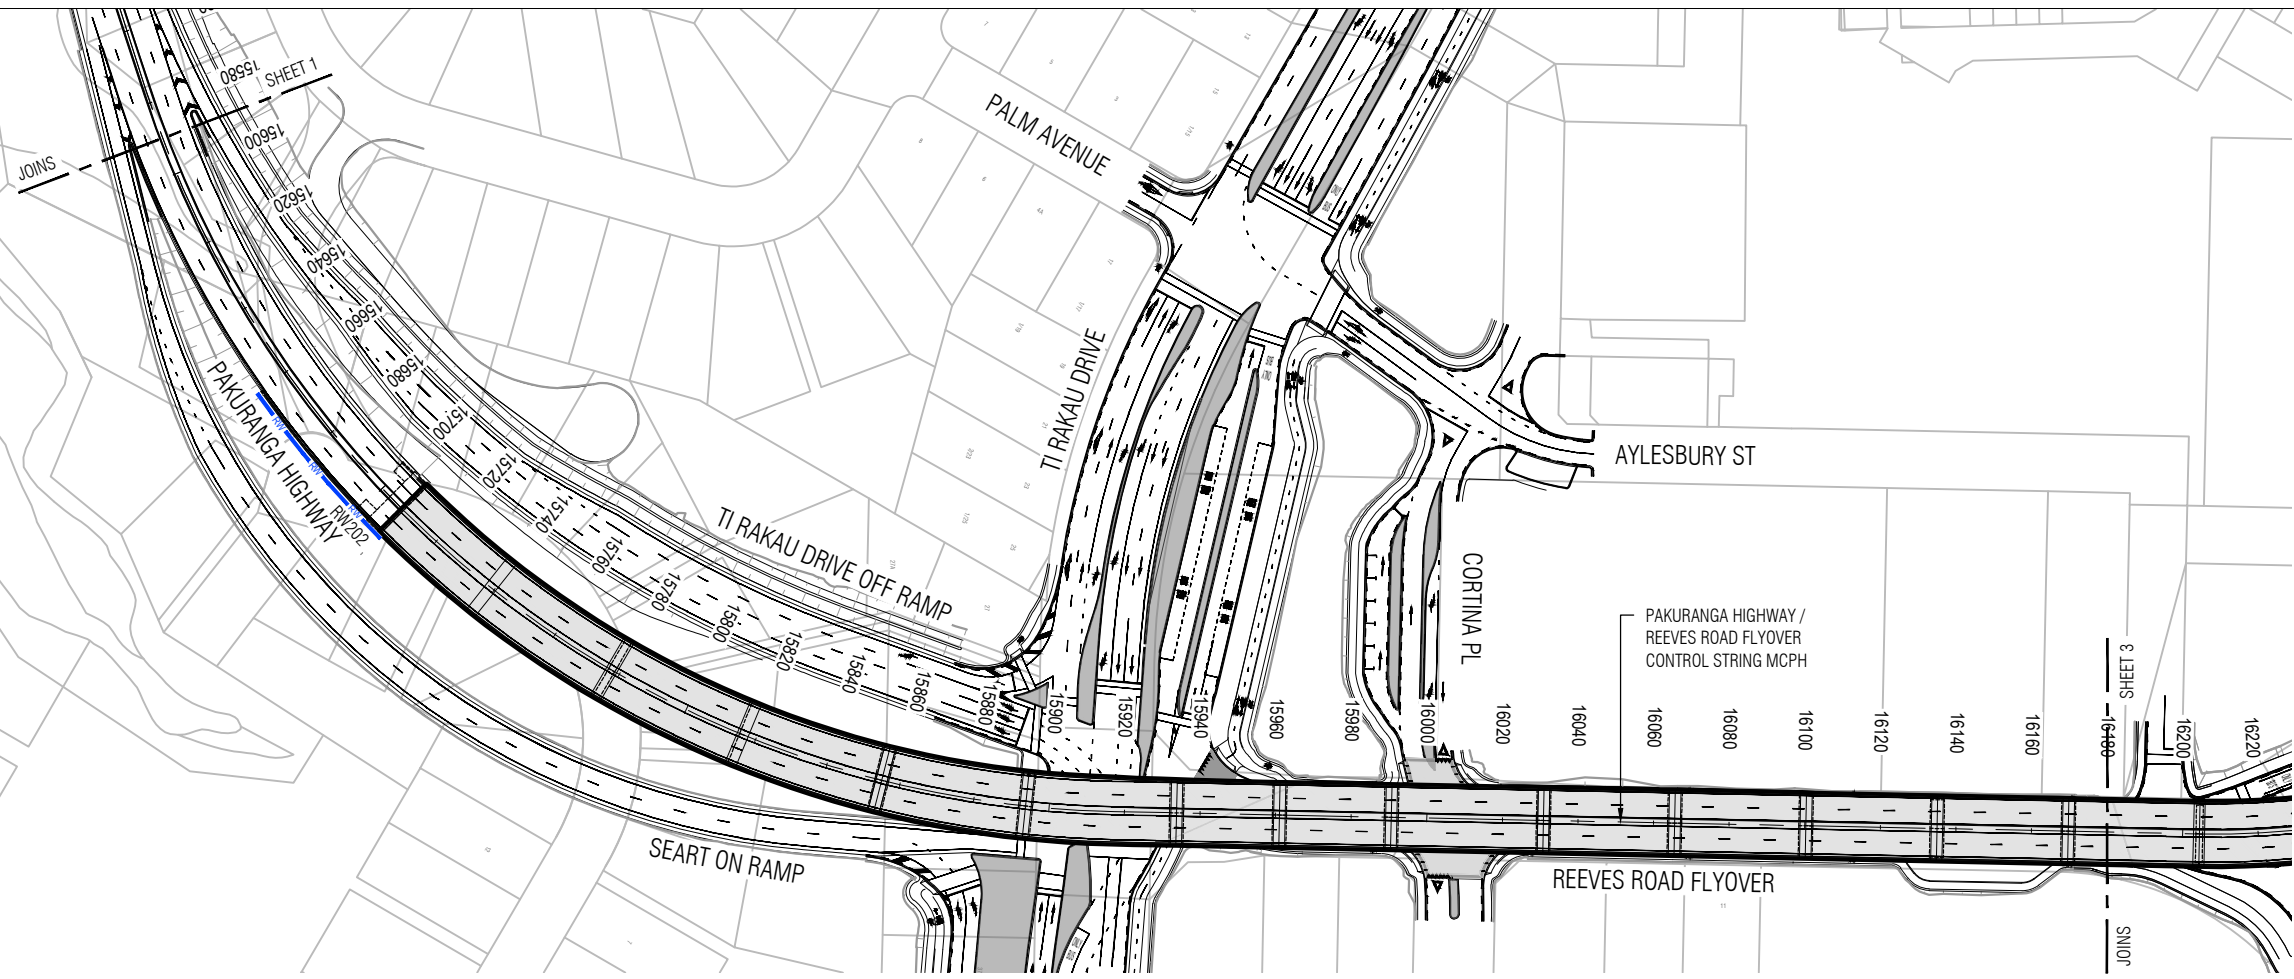 15580
SHEET 1
JOINS
15600
15620
15640
15660
15680
15700
15720
15740
15760
15780
15800
15820
15840
15860
15880
15900
15920
15940
15960
15980
16000
16020
16040
16060
16080
16100
16120
16140
16160
16180
16200
16220
PALM AVENUE
TI RAKAU DRIVE
PAKURANGA HIGHWAY
RW
RW
RW
RW202
TI RAKAU DRIVE OFF RAMP
AYLESBURY ST
CORTINA PL
PAKURANGA HIGHWAY /
REEVES ROAD FLYOVER
CONTROL STRING MCPH
SHEET 3
JOINS
SEART ON RAMP
REEVES ROAD FLYOVER